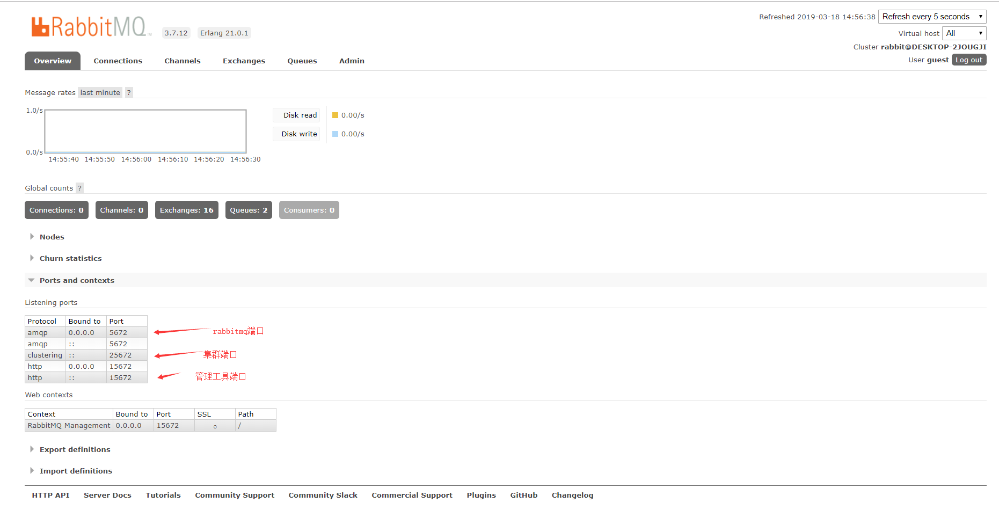 RabbitMQ TM 3.7.12 Erlang 21.0.1
Refreshed 2019-03-18 14:56:38 Refresh every 5 seconds
Virtual host All
Cluster rabbit@DESKTOP-2JOUGJI
User guest Log out
Overview Connections Channels Exchanges Queues Admin
Message rates last minute ?
1.0/s
0.0/s
14:55:40 14:55:50 14:56:00 14:56:10 14:56:20 14:56:30
Disk read 0.00/s
Disk write 0.00/s
Global counts ?
Connections: 0 Channels: 0 Exchanges: 16 Queues: 2 Consumers: 0
Nodes
Churn statistics
Ports and contexts
Listening ports
Protocol Bound to Port
amqp 0.0.0.0 5672 rabbitmq端口
amqp :: 5672
clustering :: 25672 集群端口
http 0.0.0.0 15672
http :: 15672 管理工具端口
Web contexts
Context Bound to Port SSL Path
RabbitMQ Management 0.0.0.0 15672 ○ /
Export definitions
Import definitions
HTTP API Server Docs Tutorials Community Support Community Slack Commercial Support Plugins GitHub Changelog